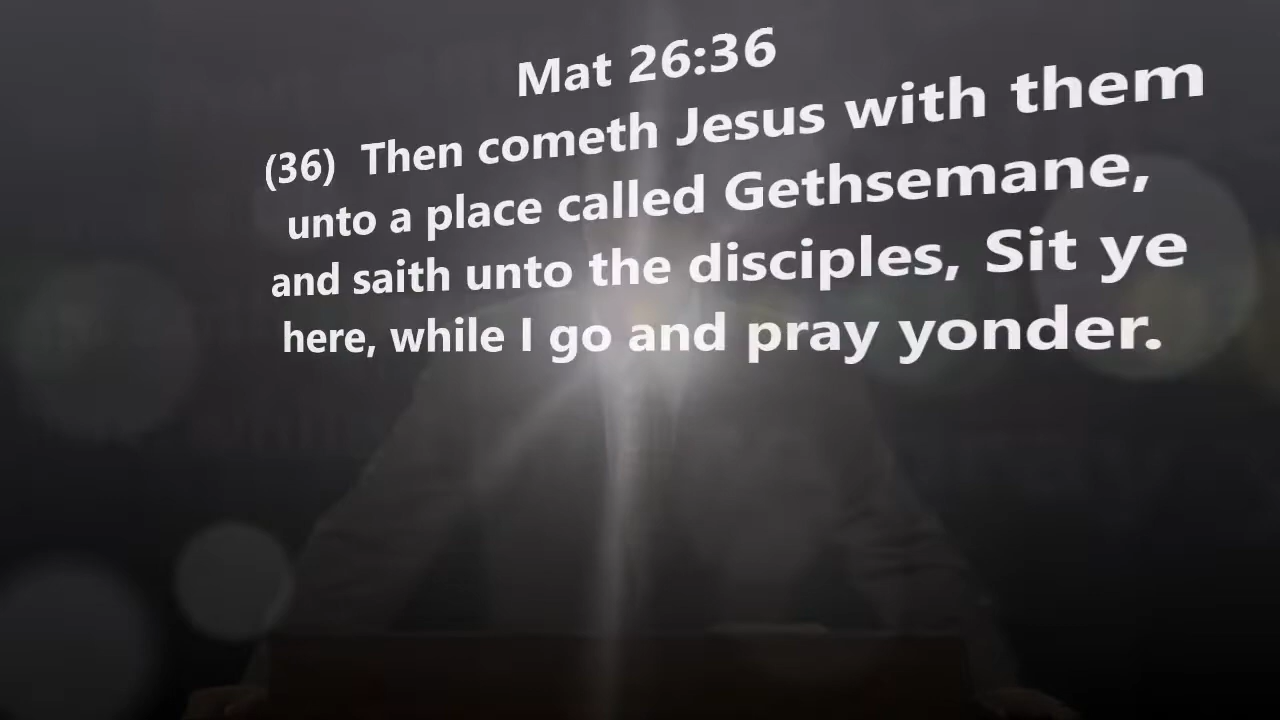 Mat 26:36
(36) Then cometh Jesus with them
unto a place called Gethsemane,
and saith unto the disciples, Sit ye
here, while I go and pray yonder.